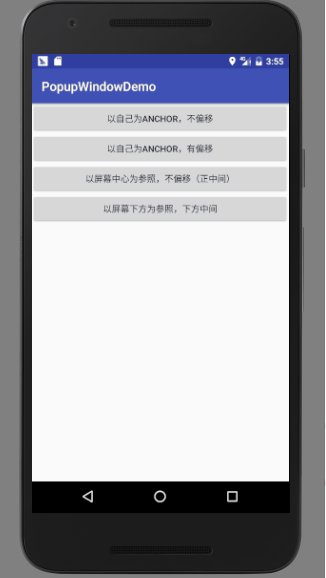 3:55
PopupWindowDemo
以自己为ANCHOR，不偏移
以自己为ANCHOR，有偏移
以屏幕中心为参照，不偏移（正中间）
以屏幕下方为参照，下方中间